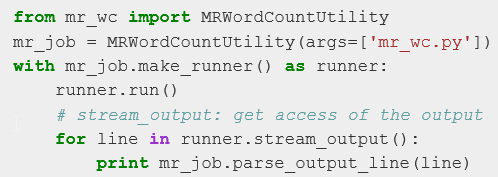 from mr_wc import MRWordCountUtility
mr_job = MRWordCountUtility(args=['mr_wc.py'])
with mr_job.make_runner() as runner:
    runner.run()
    # stream_output: get access of the output
    for line in runner.stream_output():
        print mr_job.parse_output_line(line)